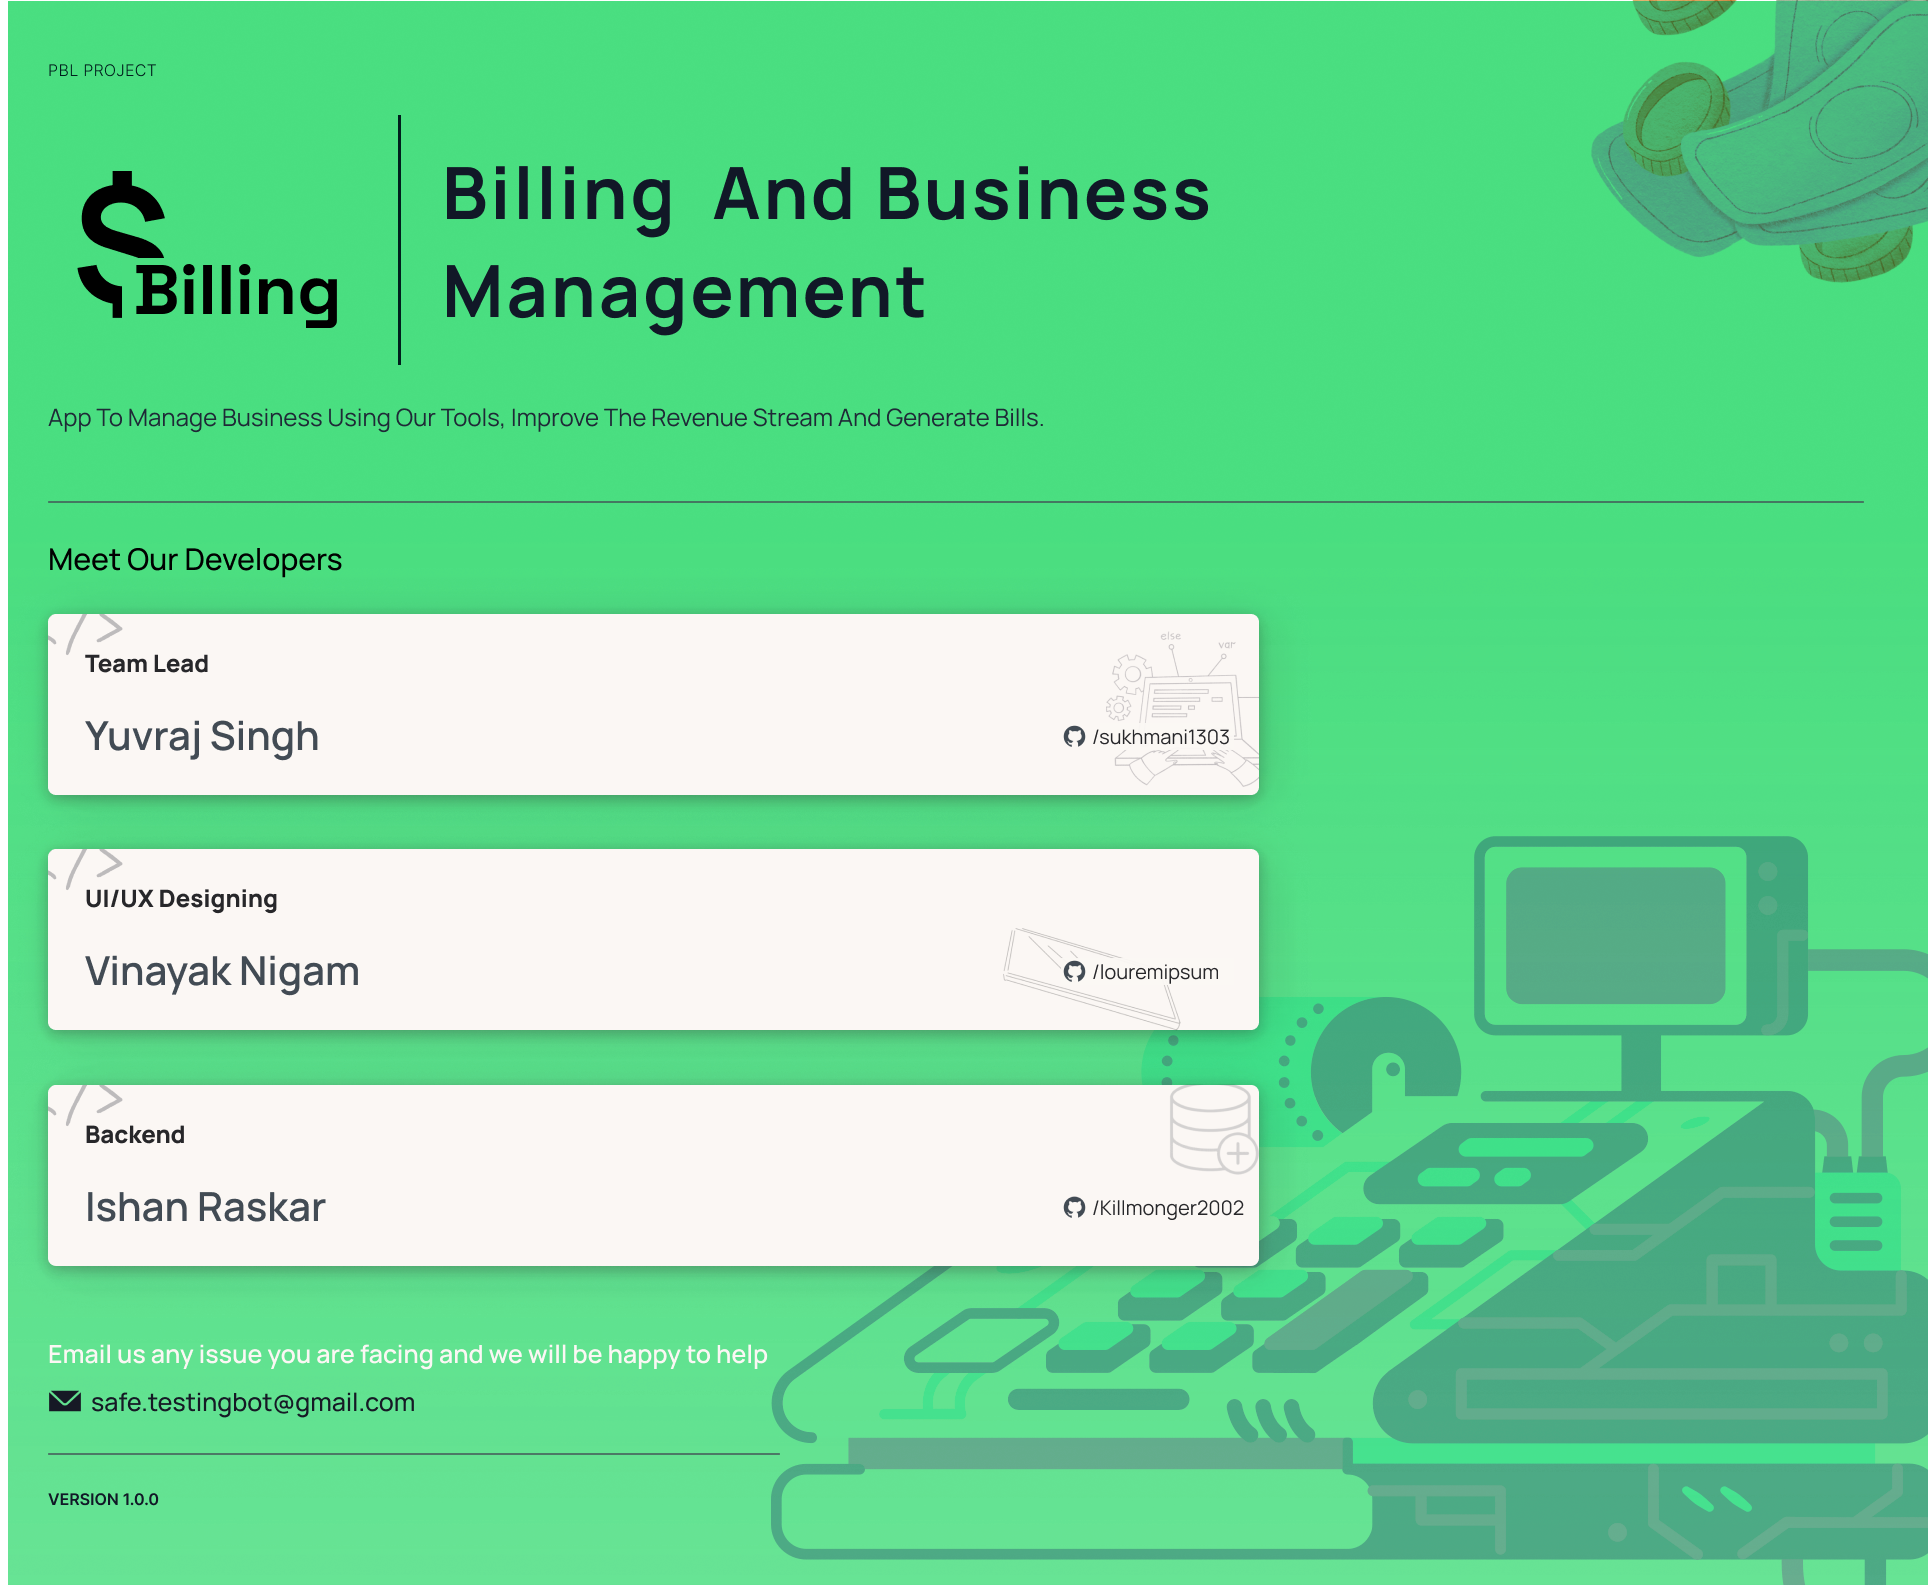 PBL PROJECT
$
Billing
Billing And Business
Management
App To Manage Business Using Our Tools, Improve The Revenue Stream And Generate Bills.
Meet Our Developers
</>
Team Lead
else
var
Yuvraj Singh
/sukhmani1303
</>
UI/UX Designing
Vinayak Nigam
/louremipsum
</>
Backend
Ishan Raskar
/Killmonger2002
Email us any issue you are facing and we will be happy to help
safe.testingbot@gmail.com
VERSION 1.0.0